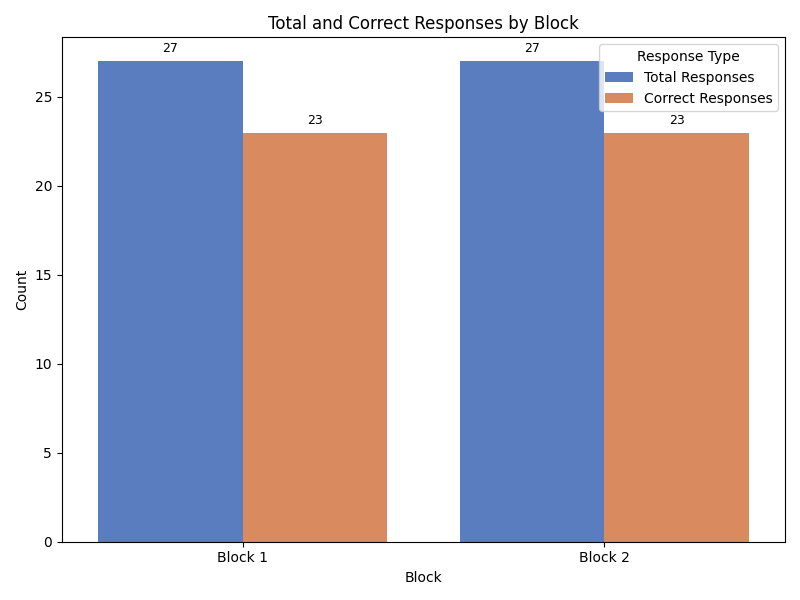 Total and Correct Responses by Block
27
27
23
23
Response Type
Total Responses
Correct Responses
25
20
15
10
5
0
Count
Block 1
Block 2
Block